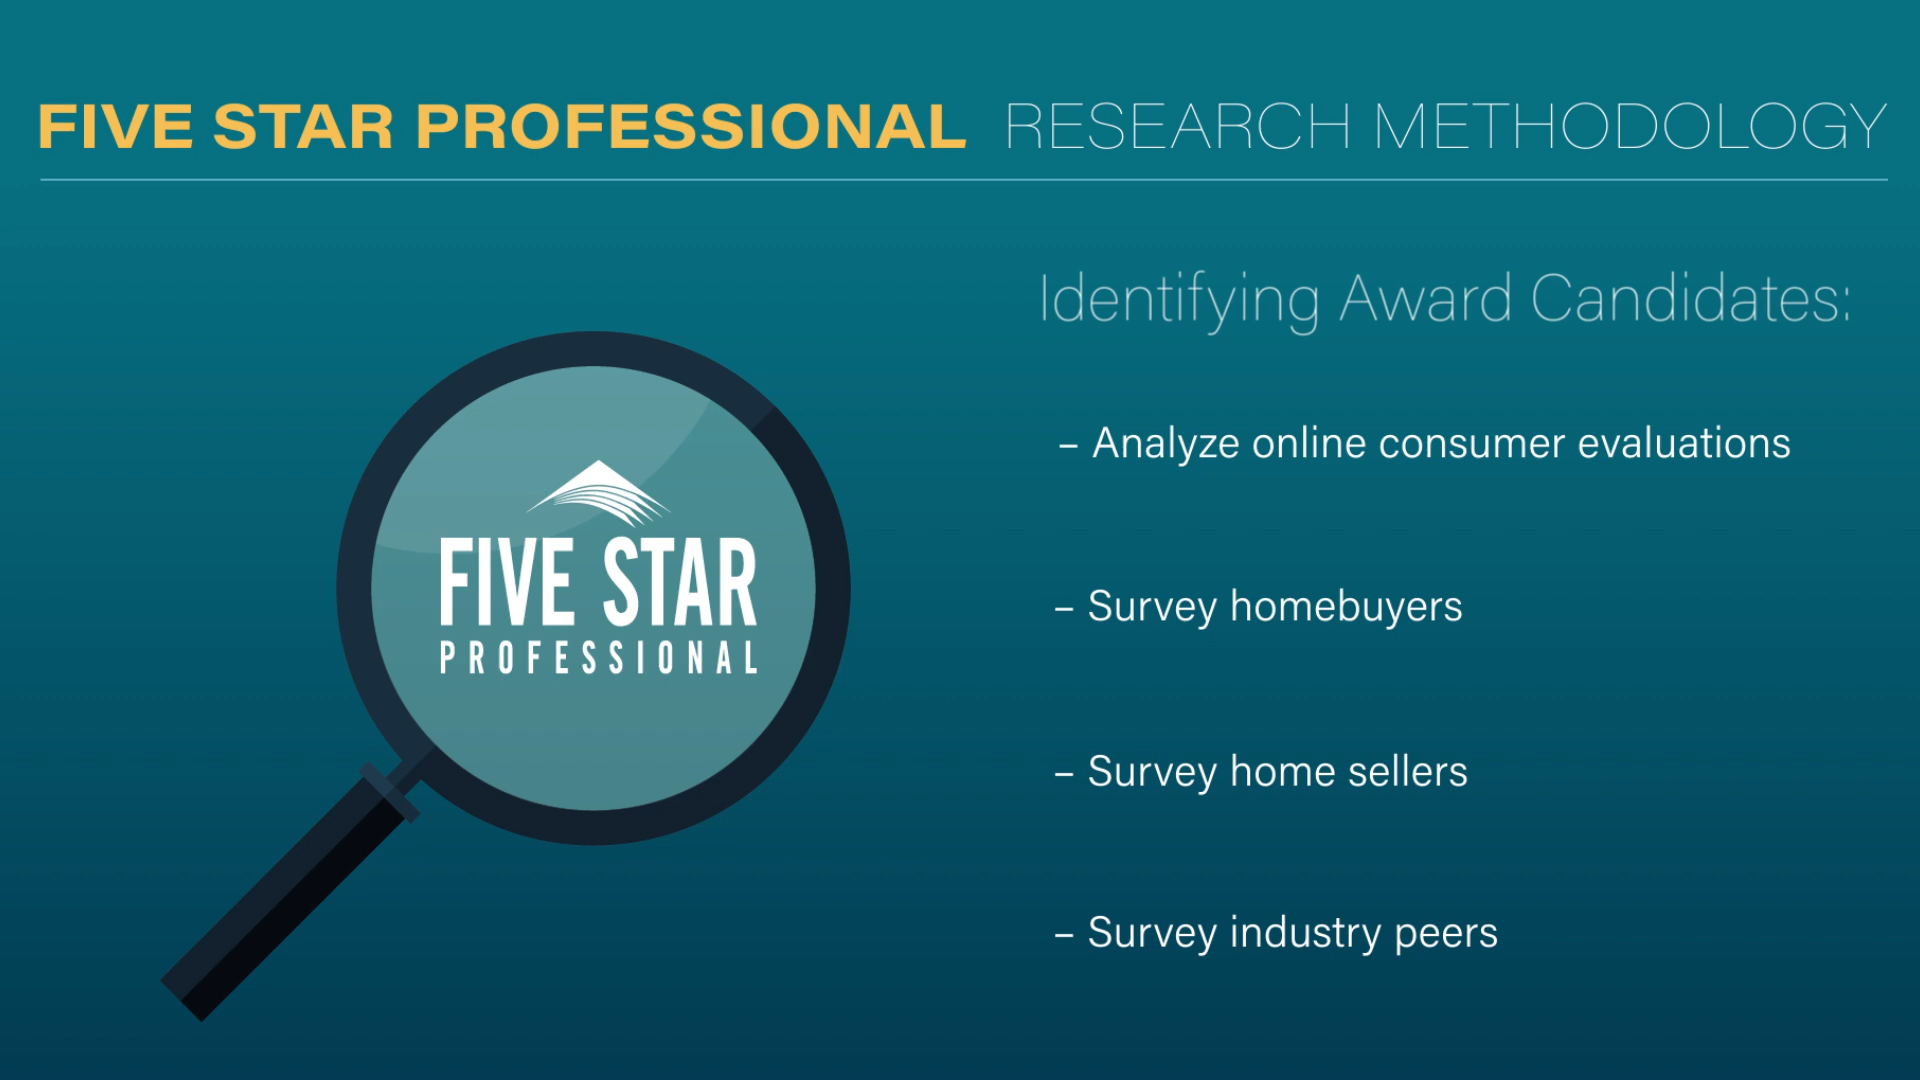 FIVE STAR PROFESSIONAL RESEARCH METHODOLOGY
Identifying Award Candidates:
– Analyze online consumer evaluations
– Survey homebuyers
– Survey home sellers
– Survey industry peers
FIVE STAR
PROFESSIONAL